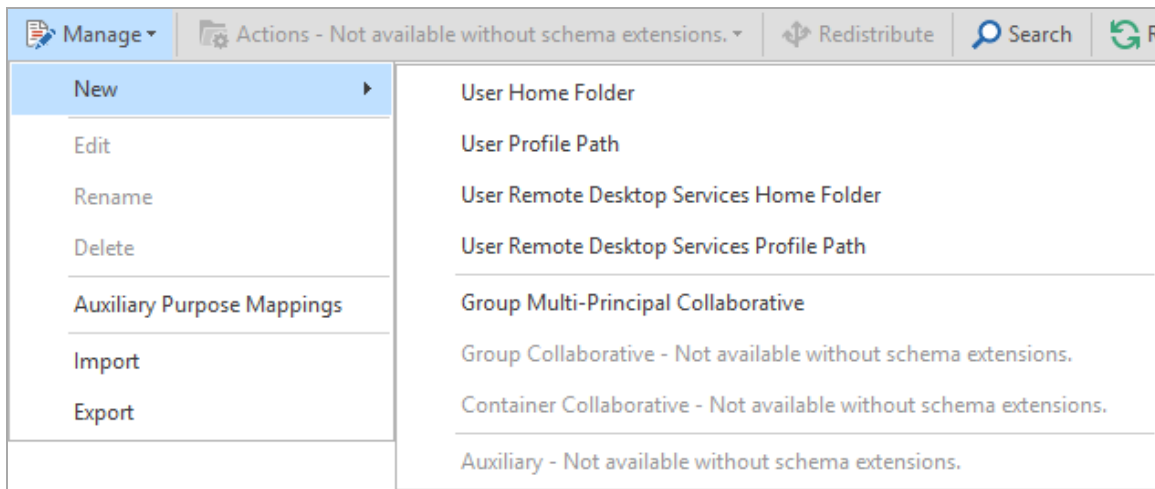 Manage
Actions - Not available without schema extensions.
Redistribute
Search
New
Edit
Rename
Delete
Auxiliary Purpose Mappings
Import
Export
User Home Folder
User Profile Path
User Remote Desktop Services Home Folder
User Remote Desktop Services Profile Path
Group Multi-Principal Collaborative
Group Collaborative - Not available without schema extensions.
Container Collaborative - Not available without schema extensions.
Auxiliary - Not available without schema extensions.